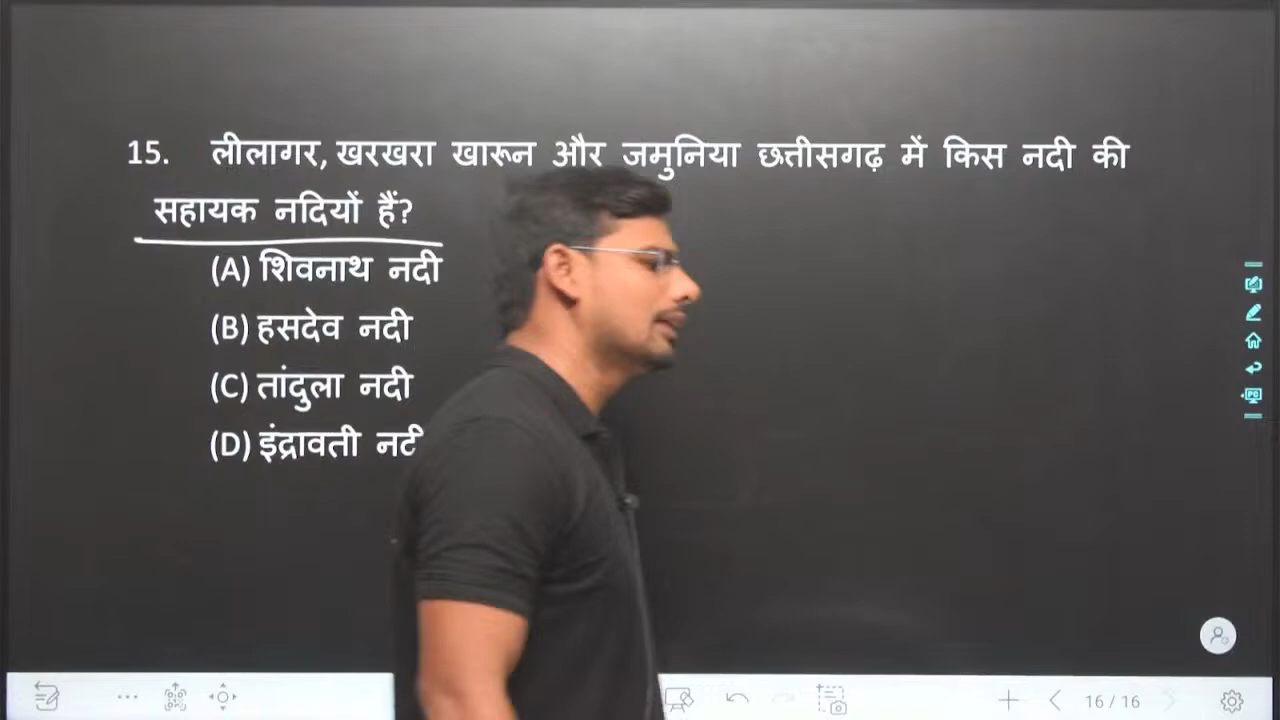 15. लीलागर, खरखरा खारून और जमुनिया छत्तीसगढ़ में किस नदी की
सहायक नदियों हैं?
(A) शिवनाथ नदी
(B) हसदेव नदी
(C) तांदुला नदी
(D) इंद्रावती
16 / 16